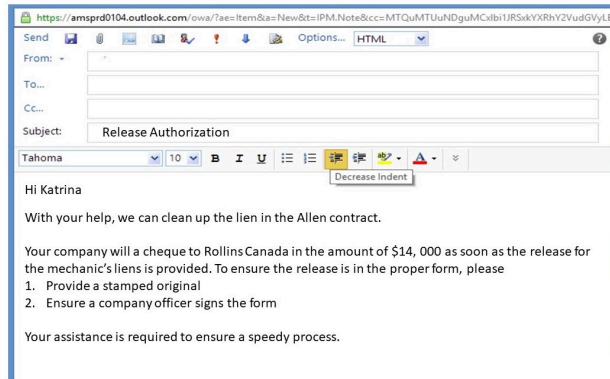 https://amsprd0104.outlook.com/owa/?ae=Item&a=New&t=IPM.Note&cc=MTQuMTUuNDguMCxlbi1JRSxkYXRhY2VudGVyLE
Send Options... HTML
From:
To...
Cc...
Subject: Release Authorization
Tahoma 10 B I U ab A
Decrease Indent
Hi Katrina
With your help, we can clean up the lien in the Allen contract.
Your company will a cheque to Rollins Canada in the amount of $14, 000 as soon as the release for
the mechanic's liens is provided. To ensure the release is in the proper form, please
1. Provide a stamped original
2. Ensure a company officer signs the form
Your assistance is required to ensure a speedy process.